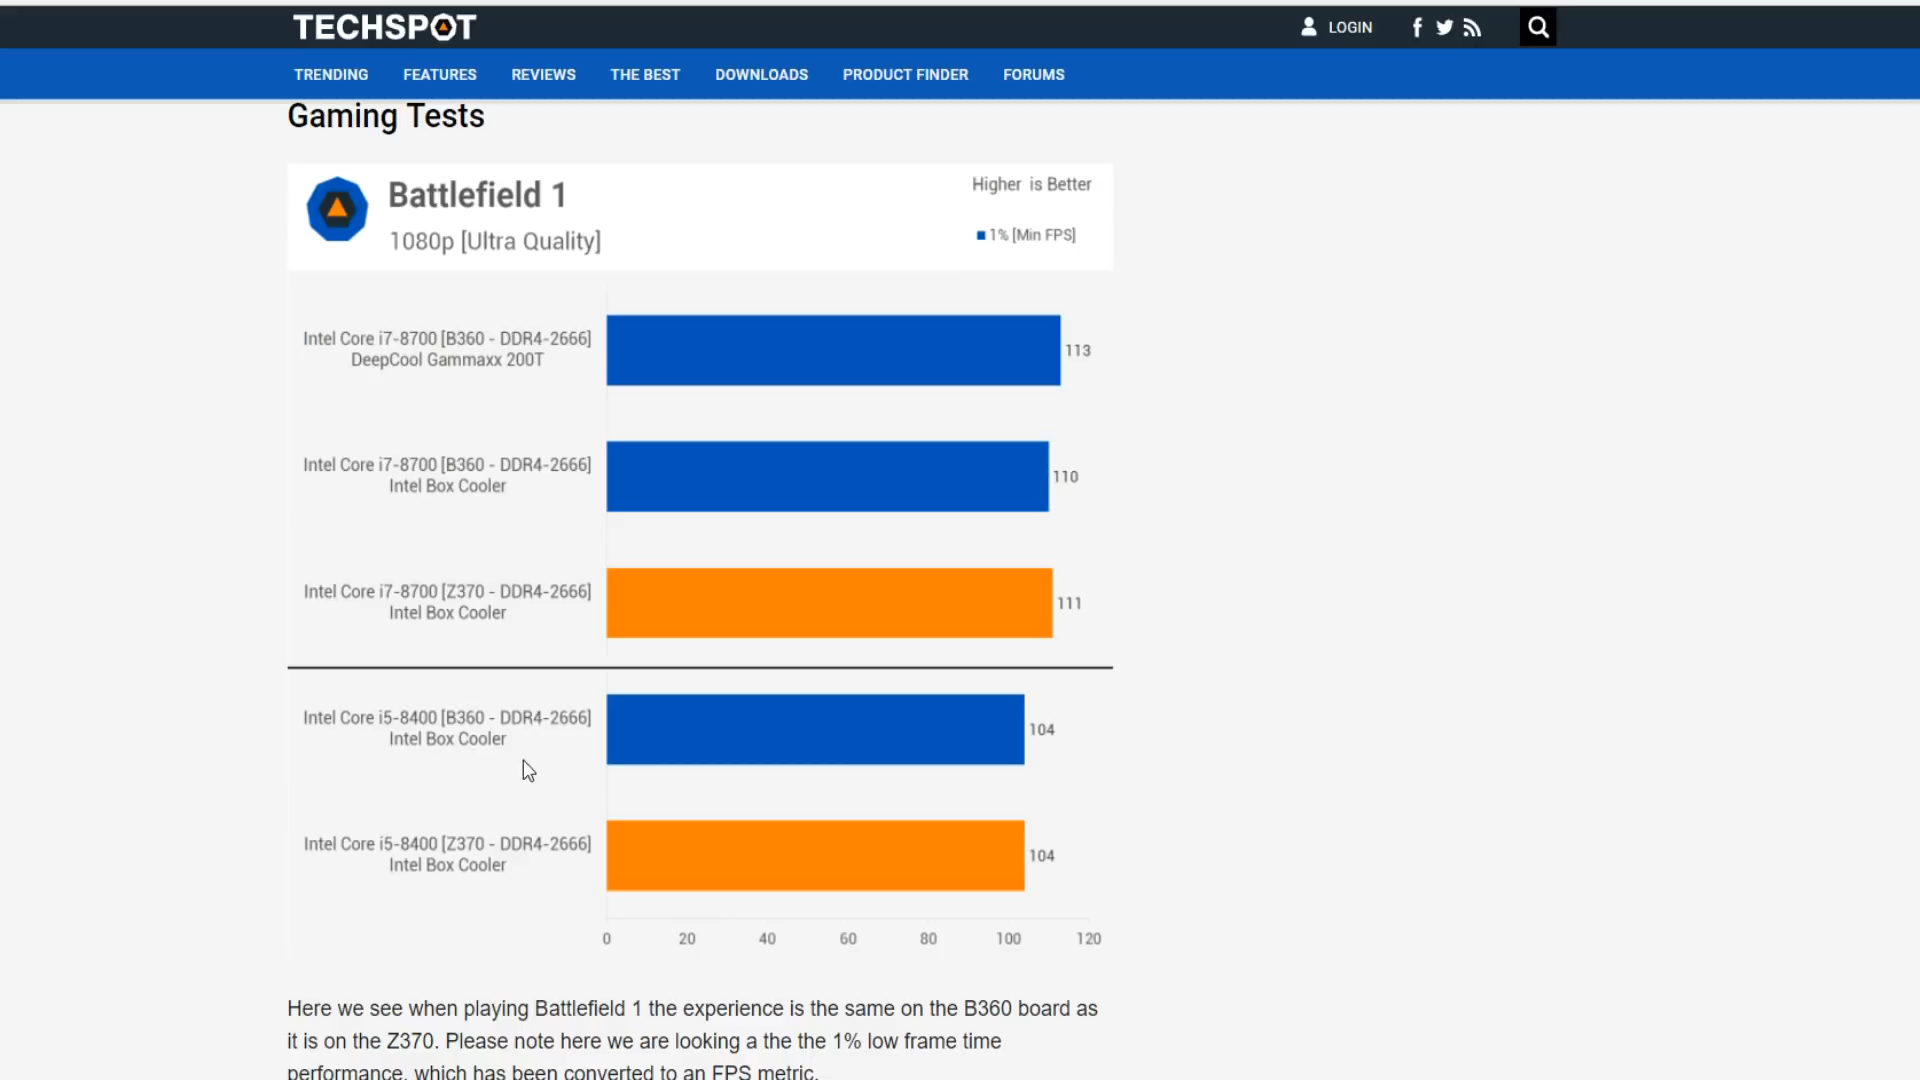 TECHSPOT
LOGIN
TRENDING FEATURES REVIEWS THE BEST DOWNLOADS PRODUCT FINDER FORUMS
Gaming Tests
Battlefield 1
Higher is Better
1080p [Ultra Quality]
1% [Min FPS]
Intel Core i7-8700 [B360 - DDR4-2666]
DeepCool Gammaxx 200T
113
Intel Core i7-8700 [B360 - DDR4-2666]
Intel Box Cooler
110
Intel Core i7-8700 [Z370 - DDR4-2666]
Intel Box Cooler
111
Intel Core i5-8400 [B360 - DDR4-2666]
Intel Box Cooler
104
Intel Core i5-8400 [Z370 - DDR4-2666]
Intel Box Cooler
104
0 20 40 60 80 100 120
Here we see when playing Battlefield 1 the experience is the same on the B360 board as
it is on the Z370. Please note here we are looking a the the 1% low frame time
performance, which has been converted to an FPS metric.